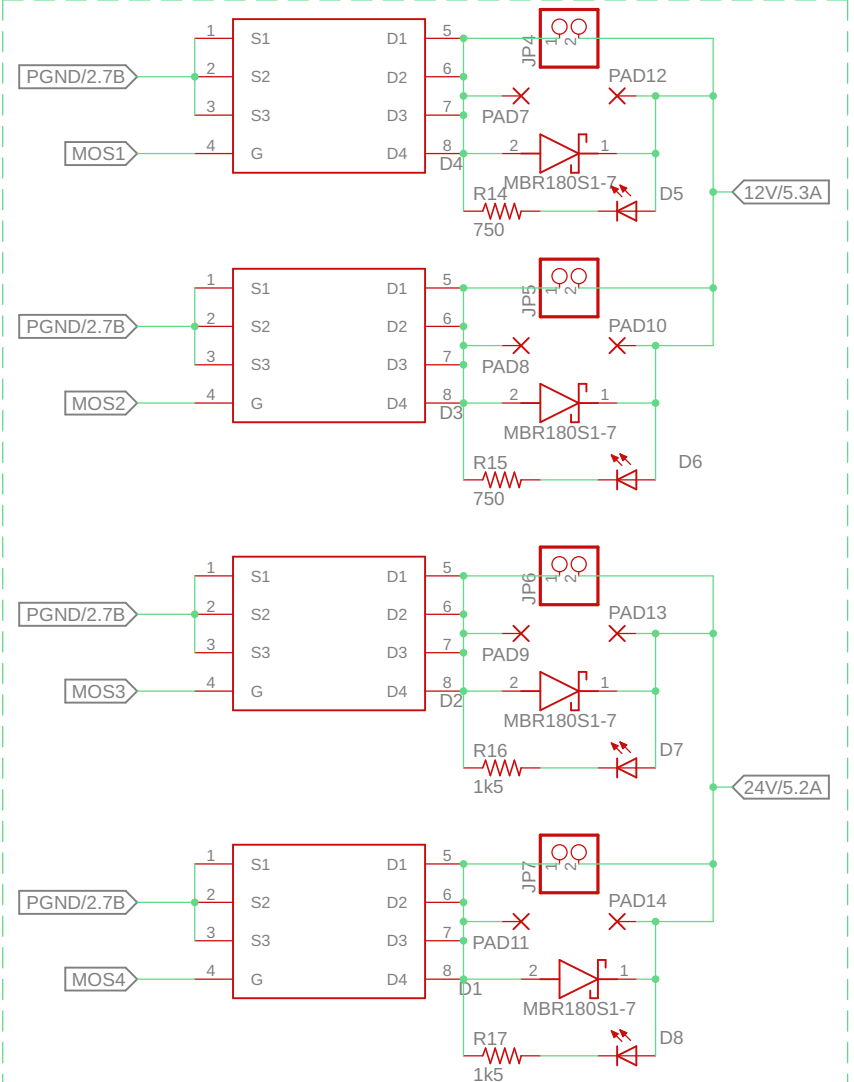 1 S1 D1 5 JP4 1 2
PGND/2.7B 2 S2 D2 6 PAD12
3 S3 D3 7 PAD7
MOS1 4 G D4 8 D4 2 1
MBR180S1-7
R14 D5 12V/5.3A
750
1 S1 D1 5 JP5 1 2
PGND/2.7B 2 S2 D2 6 PAD10
3 S3 D3 7 PAD8
MOS2 4 G D4 8 D3 2 1
MBR180S1-7
R15 D6
750
1 S1 D1 5 JP6 1 2
PGND/2.7B 2 S2 D2 6 PAD13
3 S3 D3 7 PAD9
MOS3 4 G D4 8 D2 2 1
MBR180S1-7
R16 D7
1k5 24V/5.2A
1 S1 D1 5 JP7 1 2
PGND/2.7B 2 S2 D2 6 PAD14
3 S3 D3 7 PAD11
MOS4 4 G D4 8 D1 2 1
MBR180S1-7
R17 D8
1k5